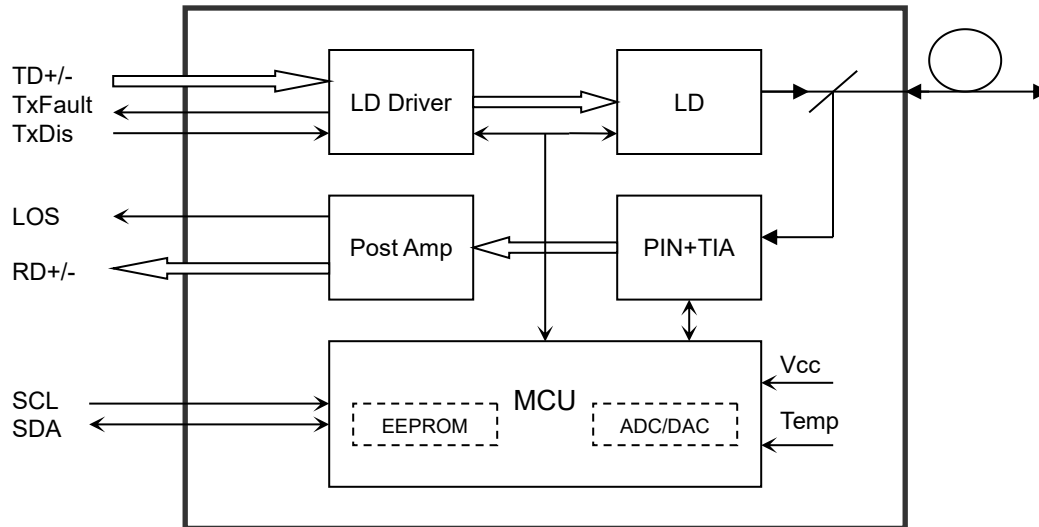 TD+/-
TxFault
TxDis
LD Driver
LD
LOS
RD+/-
Post Amp
PIN+TIA
SCL
SDA
MCU
EEPROM
ADC/DAC
Vcc
Temp